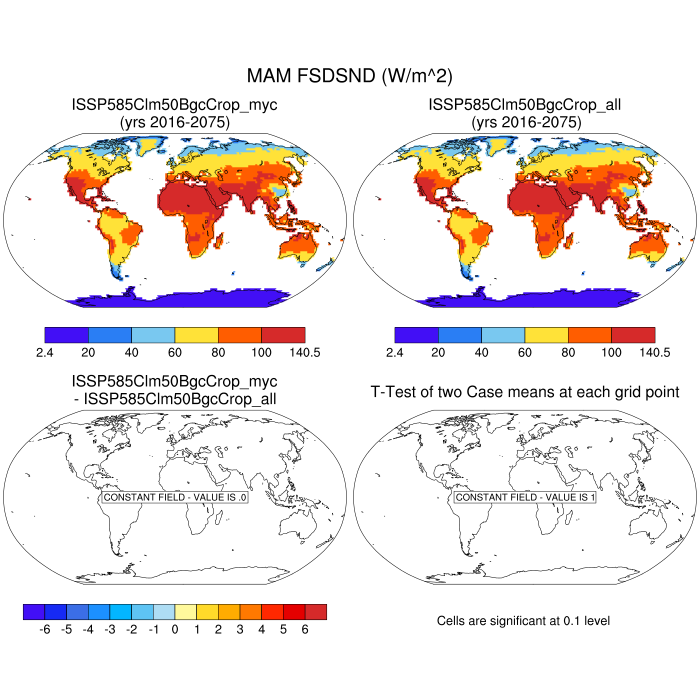 MAM FSDSND (W/m^2)
ISSP585Clm50BgcCrop_myc
(yrs 2016-2075)
ISSP585Clm50BgcCrop_all
(yrs 2016-2075)
2.4 20 40 60 80 100 140.5
2.4 20 40 60 80 100 140.5
ISSP585Clm50BgcCrop_myc
- ISSP585Clm50BgcCrop_all
T-Test of two Case means at each grid point
CONSTANT FIELD - VALUE IS .0
CONSTANT FIELD - VALUE IS 1
-6 -5 -4 -3 -2 -1 0 1 2 3 4 5 6
Cells are significant at 0.1 level